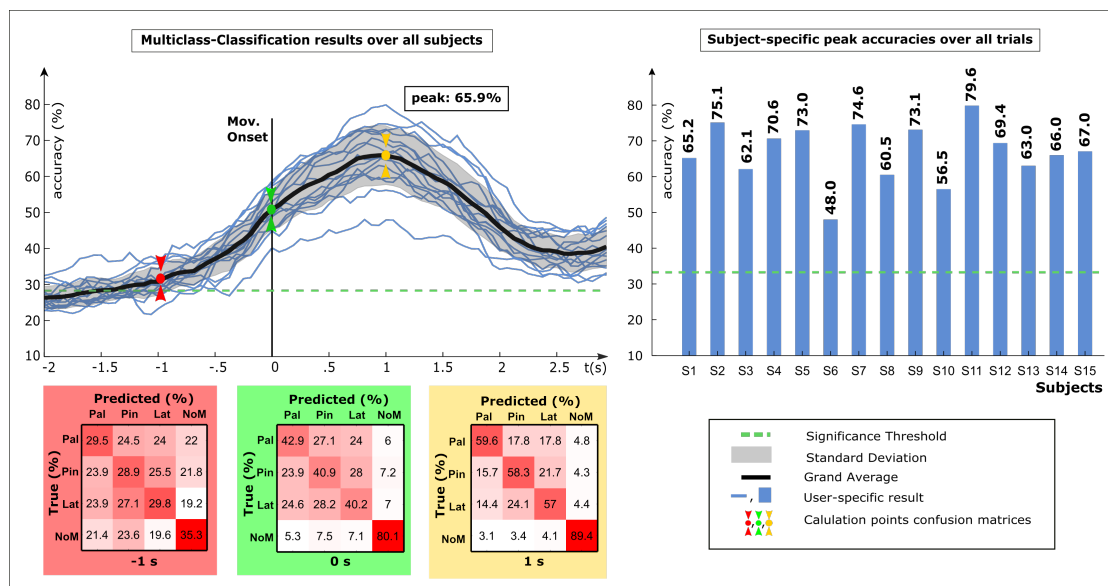 Multiclass-Classification results over all subjects
accuracy (%)
80
70
60
50
40
30
20
10
peak: 65.9%
Mov.
Onset
-2 -1.5 -1 -.5 0 .5 1 1.5 2 2.5 t(s)
Subject-specific peak accuracies over all trials
accuracy (%)
80
70
60
50
40
30
20
10
65.2 75.1 62.1 70.6 73.0 48.0 74.6 60.5 73.1 56.5 79.6 69.4 63.0 66.0 67.0
S1 S2 S3 S4 S5 S6 S7 S8 S9 S10 S11 S12 S13 S14 S15
Subjects
Predicted (%)
Pal Pin Lat NoM
True (%)
Pal 29.5 24.5 24 22
Pin 23.9 28.9 25.5 21.8
Lat 23.9 27.1 29.8 19.2
NoM 21.4 23.6 19.6 35.3
-1 s
Predicted (%)
Pal Pin Lat NoM
True (%)
Pal 42.9 27.1 24 6
Pin 23.9 40.9 28 7.2
Lat 24.6 28.2 40.2 7
NoM 5.3 7.5 7.1 80.1
0 s
Predicted (%)
Pal Pin Lat NoM
True (%)
Pal 59.6 17.8 17.8 4.8
Pin 15.7 58.3 21.7 4.3
Lat 14.4 24.1 57 4.4
NoM 3.1 3.4 4.1 89.4
1 s
Significance Threshold
Standard Deviation
Grand Average
, User-specific result
, , Calulation points confusion matrices